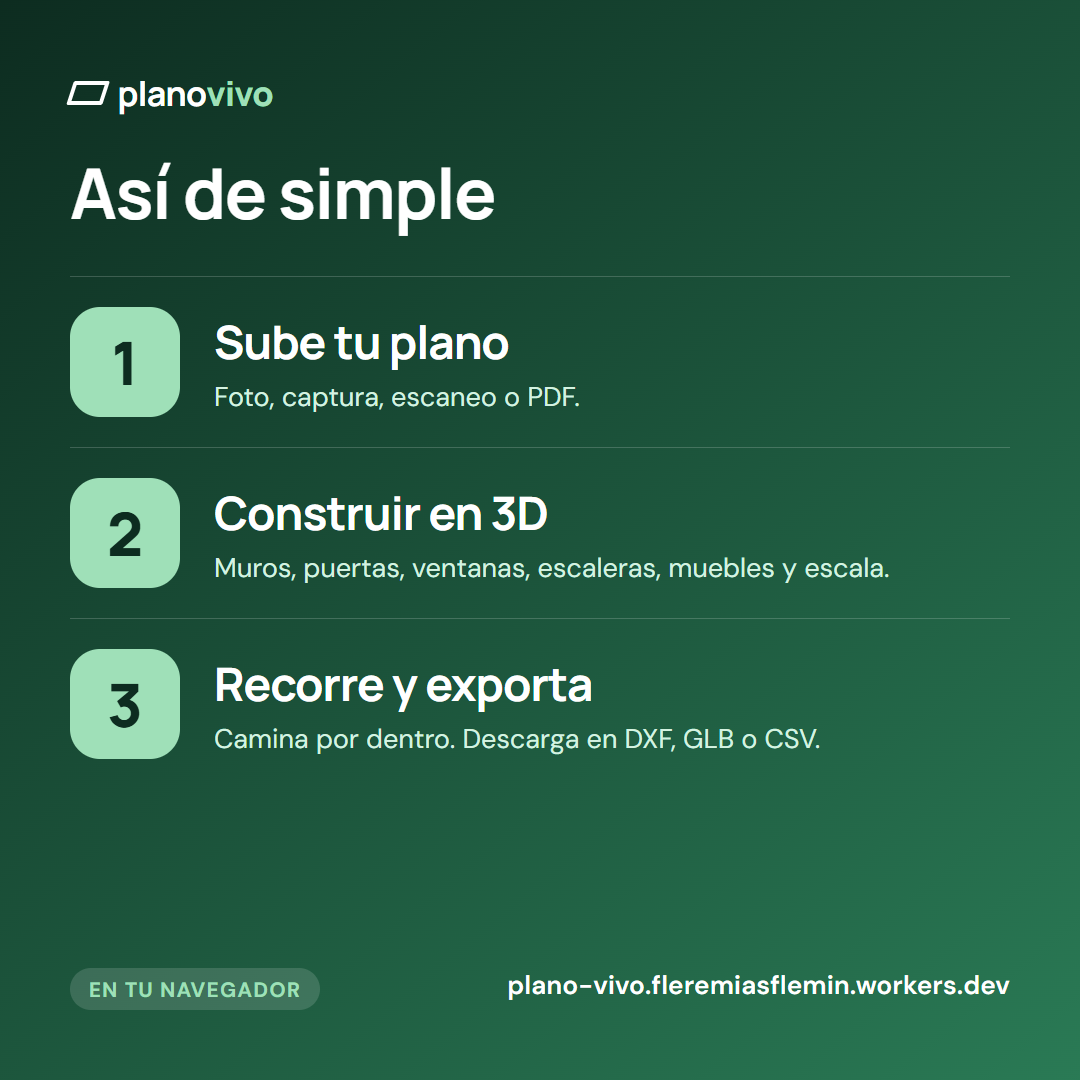 planovivo
Así de simple
1
Sube tu plano
Foto, captura, escaneo o PDF.
2
Construir en 3D
Muros, puertas, ventanas, escaleras, muebles y escala.
3
Recorre y exporta
Camina por dentro. Descarga en DXF, GLB o CSV.
EN TU NAVEGADOR
plano-vivo.fleremiasflemin.workers.dev